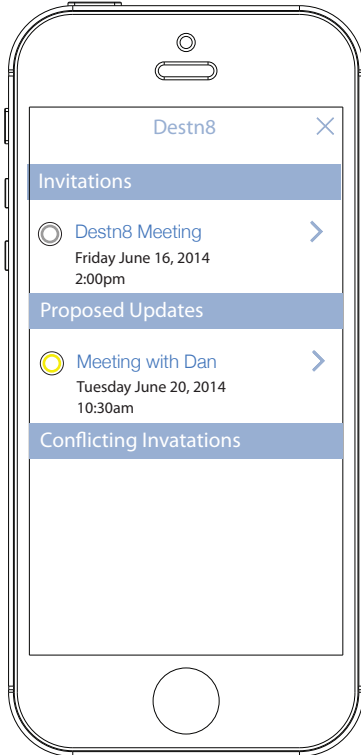 Destn8
Invitations
Destn8 Meeting
Friday June 16, 2014
2:00pm
Proposed Updates
Meeting with Dan
Tuesday June 20, 2014
10:30am
Conflicting Invatations